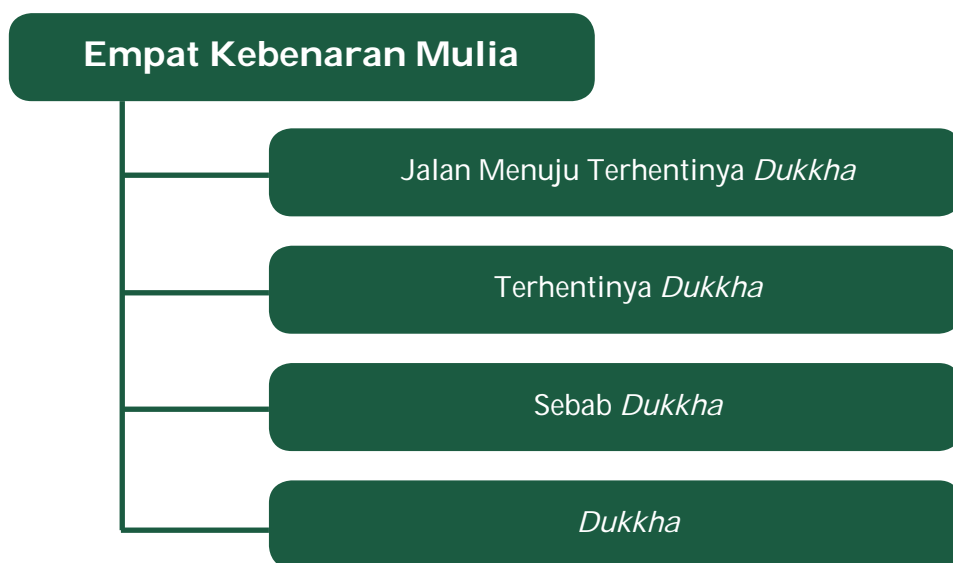 Empat Kebenaran Mulia
Jalan Menuju Terhentinya Dukkha
Terhentinya Dukkha
Sebab Dukkha
Dukkha